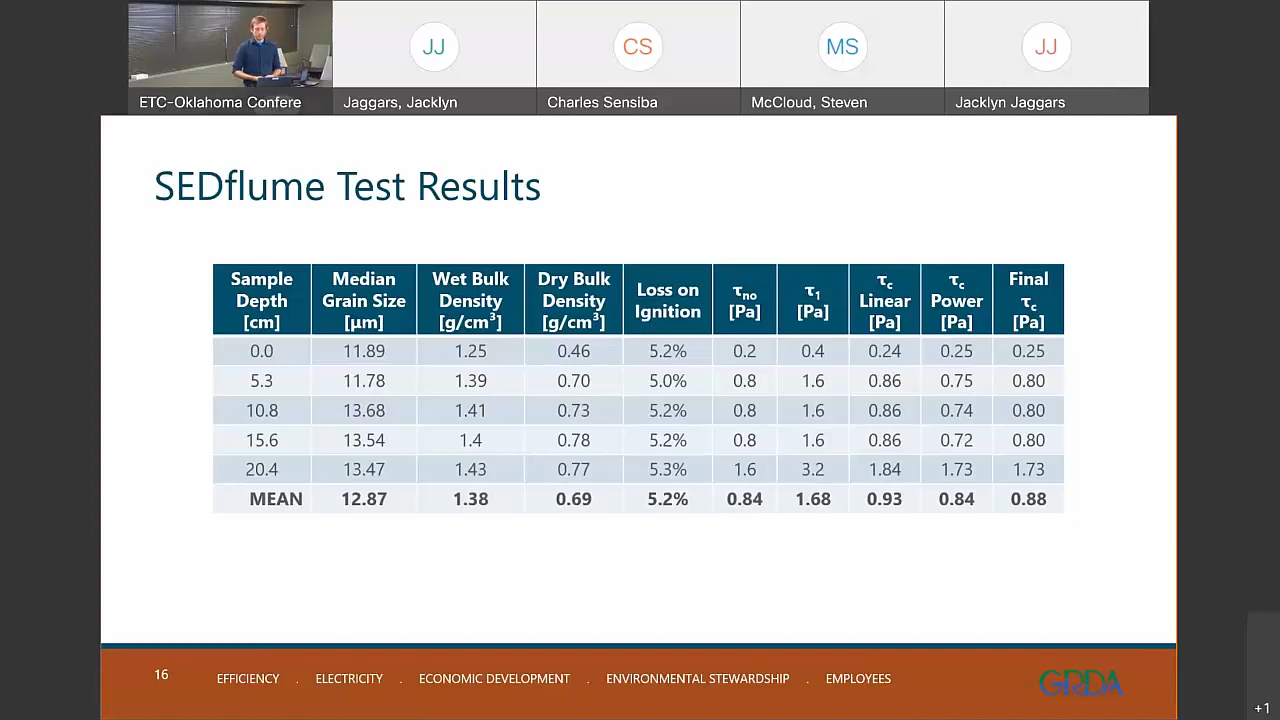 JJ
CS
MS
JJ
ETC-Oklahoma Confere
Jaggars, Jacklyn
Charles Sensiba
McCloud, Steven
Jacklyn Jaggars
SEDflume Test Results
Sample Depth [cm] Median Grain Size [µm] Wet Bulk Density [g/cm³] Dry Bulk Density [g/cm³] Loss on Ignition τno [Pa] τ1 [Pa] τc Linear [Pa] τc Power [Pa] Final τc [Pa]
0.0 11.89 1.25 0.46 5.2% 0.2 0.4 0.24 0.25 0.25
5.3 11.78 1.39 0.70 5.0% 0.8 1.6 0.86 0.75 0.80
10.8 13.68 1.41 0.73 5.2% 0.8 1.6 0.86 0.74 0.80
15.6 13.54 1.4 0.78 5.2% 0.8 1.6 0.86 0.72 0.80
20.4 13.47 1.43 0.77 5.3% 1.6 3.2 1.84 1.73 1.73
MEAN 12.87 1.38 0.69 5.2% 0.84 1.68 0.93 0.84 0.88
16 EFFICIENCY . ELECTRICITY . ECONOMIC DEVELOPMENT . ENVIRONMENTAL STEWARDSHIP . EMPLOYEES GRDA
+1